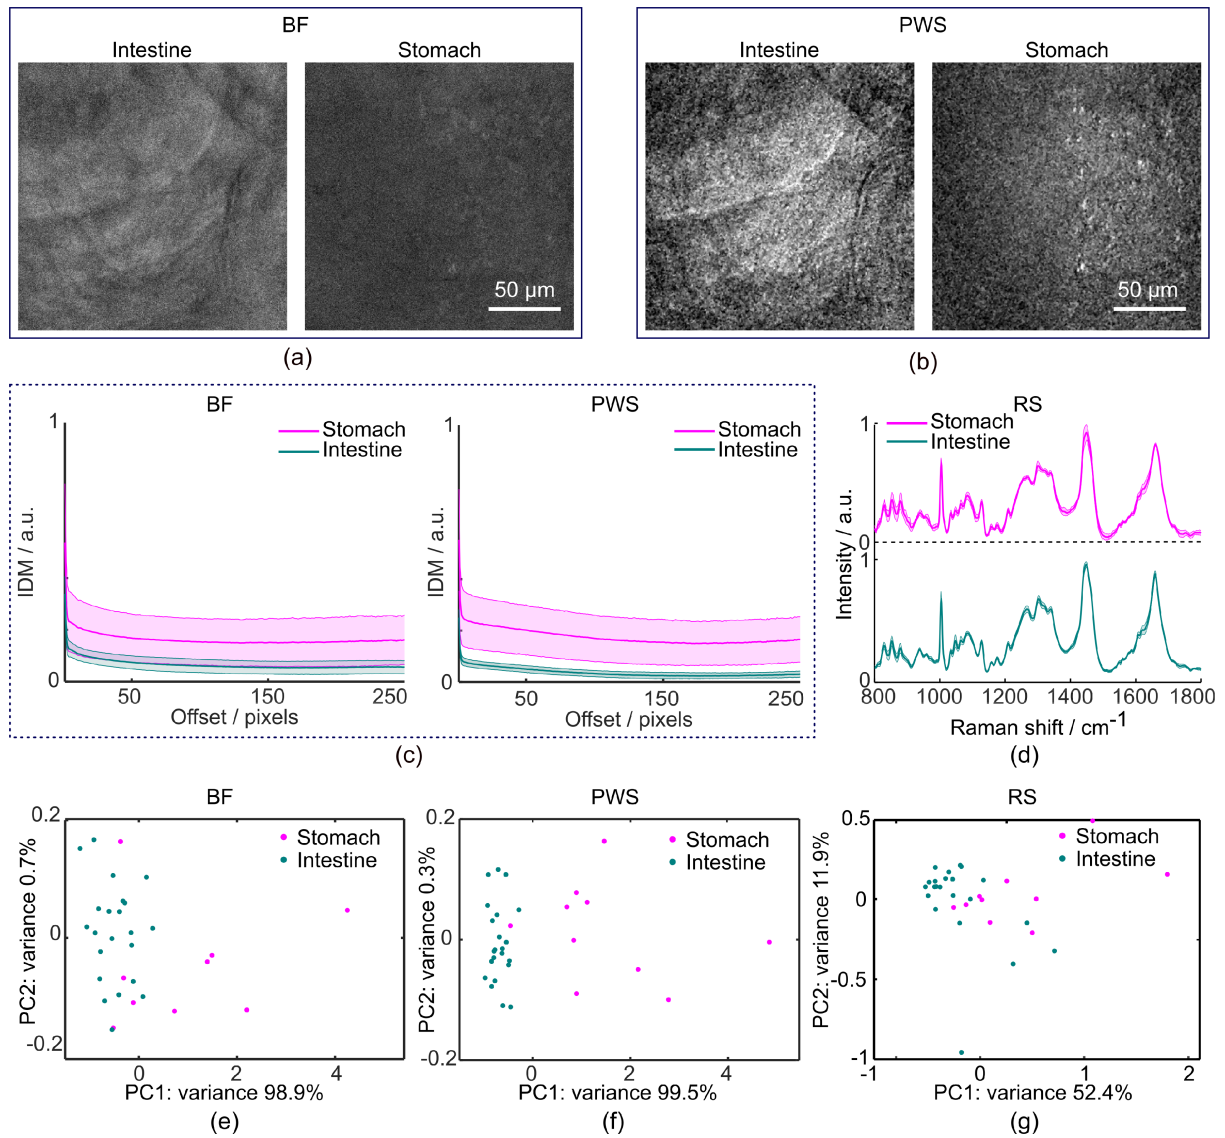 BF
Intestine Stomach
50 µm
(a)
PWS
Intestine Stomach
50 µm
(b)
BF
Stomach
Intestine
1
0
IDM / a.u.
50 150 250
Offset / pixels
PWS
Stomach
Intestine
1
0
IDM / a.u.
50 150 250
Offset / pixels
(c)
RS
Stomach
Intestine
1
0
1
0
Intensity / a.u.
800 1000 1200 1400 1600 1800
Raman shift / cm-1
(d)
BF
Stomach
Intestine
0.2
0
-0.2
PC2: variance 0.7%
0 2 4
PC1: variance 98.9%
(e)
PWS
Stomach
Intestine
0.2
0
-0.2
PC2: variance 0.3%
0 2 4
PC1: variance 99.5%
(f)
RS
Stomach
Intestine
0.5
0
-0.5
-1
PC2: variance 11.9%
-1 0 1 2
PC1: variance 52.4%
(g)